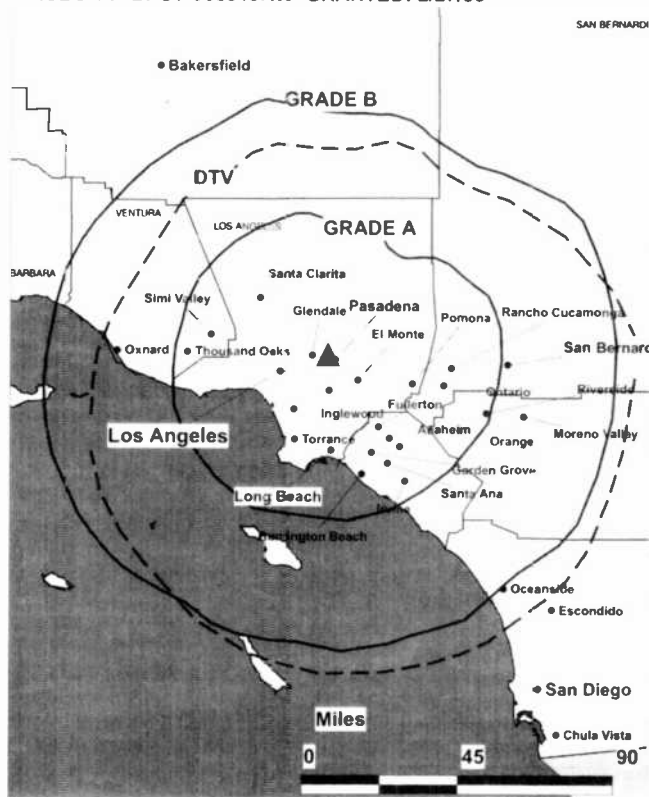 SAN BERNARDI
Bakersfield
GRADE B
DTV
VENTURA
LOS ANGELES
GRADE A
BARBARA
Santa Clarita
Simi Valley
Glendale
Pasadena
Pomona
Rancho Cucamonga
El Monte
San Bernard
Oxnard
Thousand Oaks
Ontario
Riverside
Inglewood
Fullerton
Los Angeles
Torrance
Anaheim
Orange
Moreno Valley
Garden Grove
Long Beach
Santa Ana
Huntington Beach
Oceanside
Escondido
San Diego
Miles
Chula Vista
0 45 90